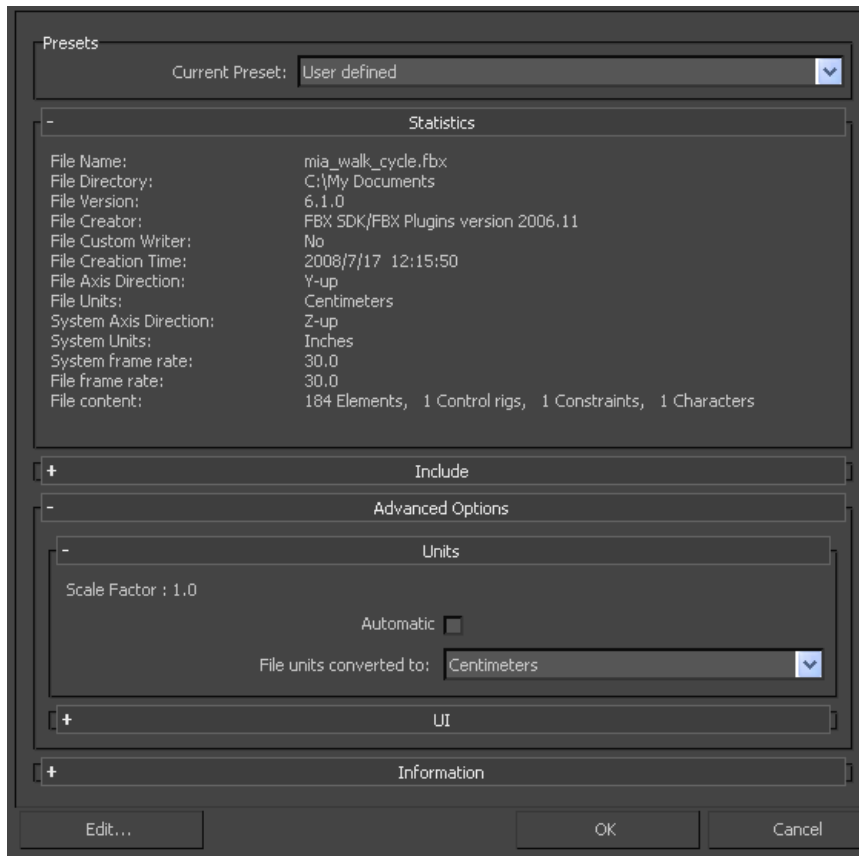 Presets
Current Preset: User defined
- Statistics
File Name: mia_walk_cycle.fbx
File Directory: C:\My Documents
File Version: 6.1.0
File Creator: FBX SDK/FBX Plugins version 2006.11
File Custom Writer: No
File Creation Time: 2008/7/17 12:15:50
File Axis Direction: Y-up
File Units: Centimeters
System Axis Direction: Z-up
System Units: Inches
System frame rate: 30.0
File frame rate: 30.0
File content: 184 Elements, 1 Control rigs, 1 Constraints, 1 Characters
+ Include
- Advanced Options
- Units
Scale Factor : 1.0
Automatic
File units converted to: Centimeters
+ UI
+ Information
Edit... OK Cancel